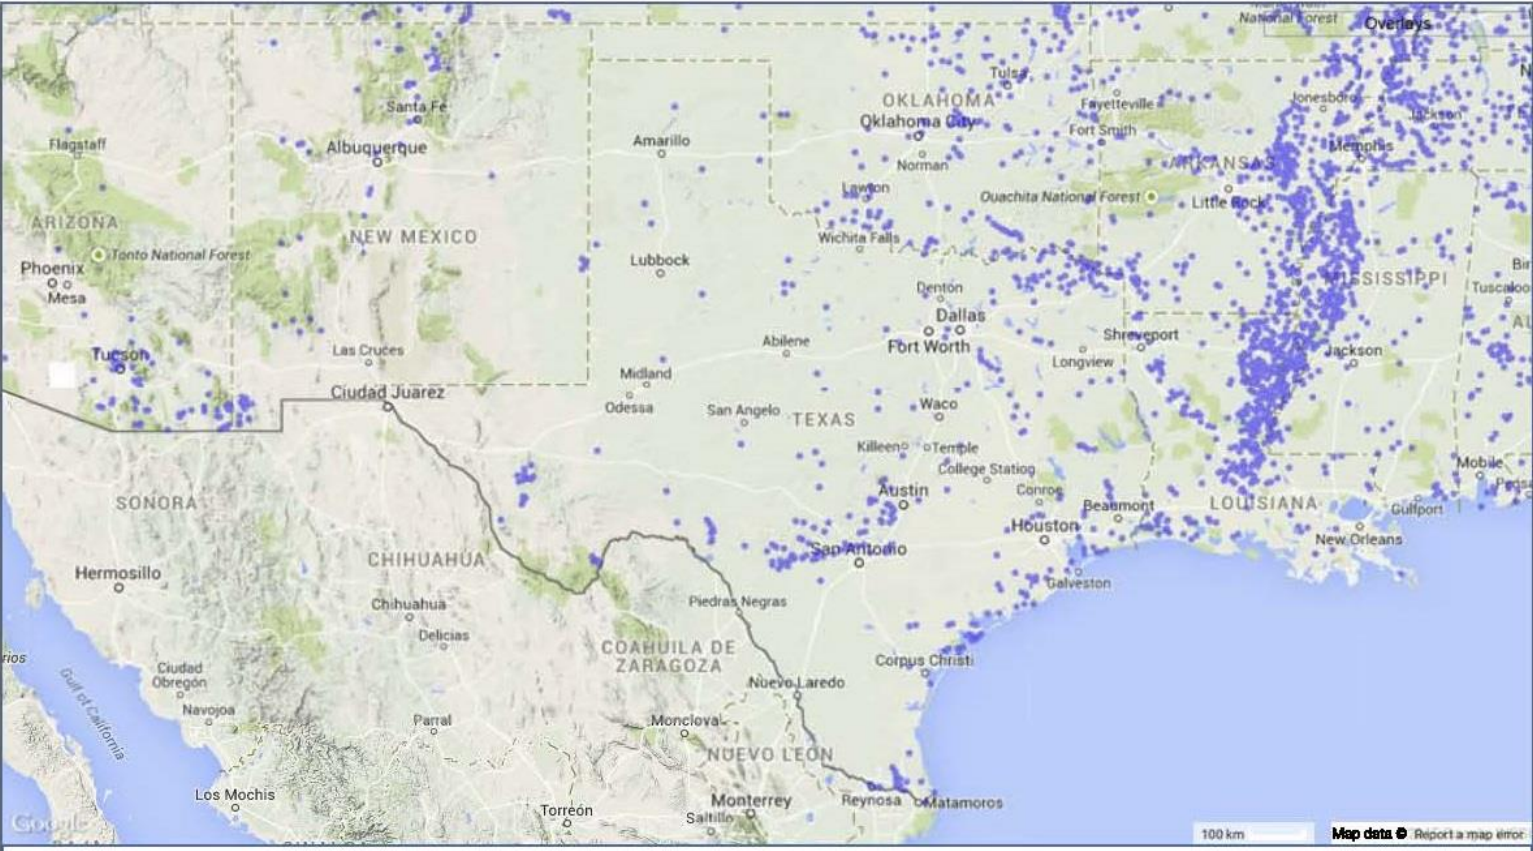 National Forest
Overlays
Tulsa
OKLAHOMA
Fayetteville
Jonesboro
Santa Fe
Oklahoma City
Jackson
Flagstaff
Albuquerque
Amarillo
Fort Smith
Memphis
Norman
ARKANSAS
Lawton
Ouachita National Forest
Little Rock
ARIZONA
NEW MEXICO
Wichita Falls
Tonto National Forest
Phoenix
Lubbock
Mesa
MISSISSIPPI
Denton
Dallas
Tucson
Las Cruces
Abilene
Fort Worth
Shreveport
Longview
Jackson
Midland
Ciudad Juarez
Odessa
San Angelo
TEXAS
Waco
Killeen
Temple
College Station
Mobile
SONORA
Austin
Conroe
Beaumont
LOUISIANA
Gulfport
Houston
New Orleans
CHIHUAHUA
San Antonio
Hermosillo
Galveston
Chihuahua
Piedras Negras
Delicias
COAHUILA DE
ZARAGOZA
Corpus Christi
rios
Ciudad
Obregón
Gulf of California
Nuevo Laredo
Navojoa
Parral
Monclova
NUEVO LEON
Los Mochis
Torreón
Monterrey
Reynosa
Matamoros
Saltillo
Google
100 km
Map data ©
Report a map error